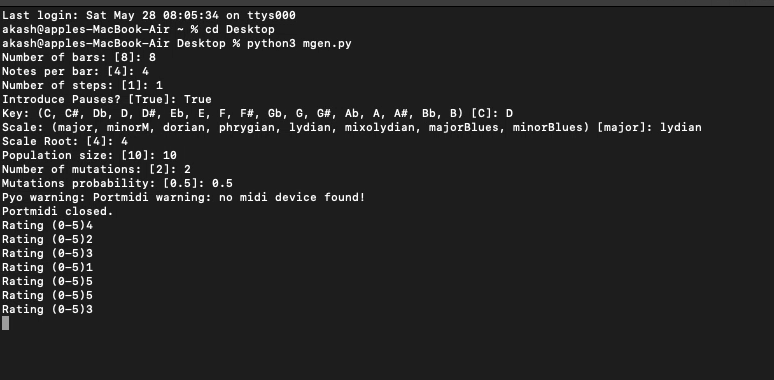 Last login: Sat May 28 08:05:34 on ttys000
akash@apples-MacBook-Air ~ % cd Desktop
akash@apples-MacBook-Air Desktop % python3 mgen.py
Number of bars: [8]: 8
Notes per bar: [4]: 4
Number of steps: [1]: 1
Introduce Pauses? [True]: True
Key: (C, C#, Db, D, D#, Eb, E, F, F#, Gb, G, G#, Ab, A, A#, Bb, B) [C]: D
Scale: (major, minorM, dorian, phrygian, lydian, mixolydian, majorBlues, minorBlues) [major]: lydian
Scale Root: [4]: 4
Population size: [10]: 10
Number of mutations: [2]: 2
Mutations probability: [0.5]: 0.5
Pyo warning: Portmidi warning: no midi device found!
Portmidi closed.
Rating (0-5)4
Rating (0-5)2
Rating (0-5)3
Rating (0-5)1
Rating (0-5)5
Rating (0-5)5
Rating (0-5)3